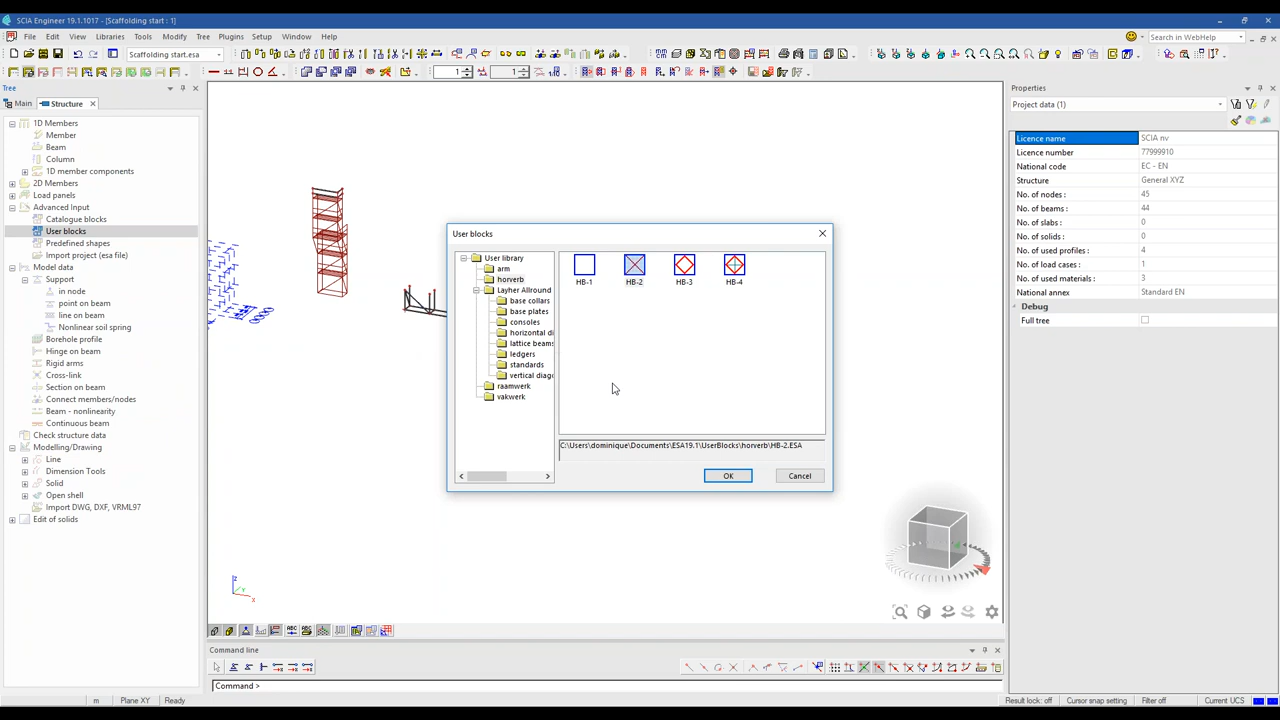 SCIA Engineer 19.1.1017 - [Scaffolding start : 1]
File Edit View Libraries Tools Modify Tree Plugins Setup Window Help
Search in WebHelp
Scaffolding start.esa
1
1
Tree
Main
Structure
1D Members
Member
Beam
Column
1D member components
2D Members
Load panels
Advanced Input
Catalogue blocks
User blocks
Predefined shapes
Import project (esa file)
Model data
Support
in node
point on beam
line on beam
Nonlinear soil spring
Borehole profile
Hinge on beam
Rigid arms
Cross-link
Section on beam
Connect members/nodes
Beam - nonlinearity
Continuous beam
Check structure data
Modelling/Drawing
Line
Dimension Tools
Solid
Open shell
Import DWG, DXF, VRML97
Edit of solids
User blocks
User library
arm
horverb
Layher Allround
base collars
base plates
consoles
horizontal di
lattice beams
ledgers
standards
vertical diag
raamwerk
vakwerk
HB-1 HB-2 HB-3 HB-4
C:\Users\dominique\Documents\ESA19.1\UserBlocks\horverb\HB-2.ESA
OK
Cancel
z
y
x
Command line
Command >
Properties
Project data (1)
Licence name SCIA nv
Licence number 77999910
National code EC - EN
Structure General XYZ
No. of nodes : 45
No. of beams : 44
No. of slabs : 0
No. of solids : 0
No. of used profiles : 4
No. of load cases : 1
No. of used materials : 3
National annex Standard EN
Debug
Full tree
m Plane XY Ready
Result lock: off Cursor snap setting Filter off Current UCS